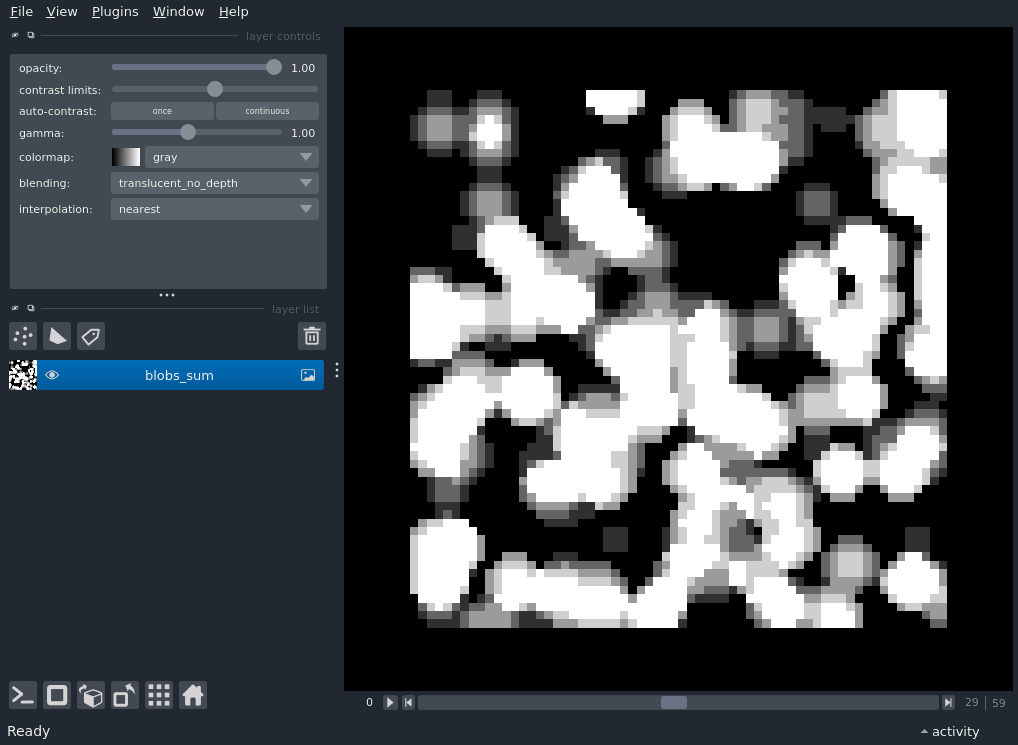 File View Plugins Window Help
layer controls
opacity: 1.00
contrast limits:
auto-contrast: once continuous
gamma: 1.00
colormap: gray
blending: translucent_no_depth
interpolation: nearest
layer list
blobs_sum
0 29 59
Ready activity